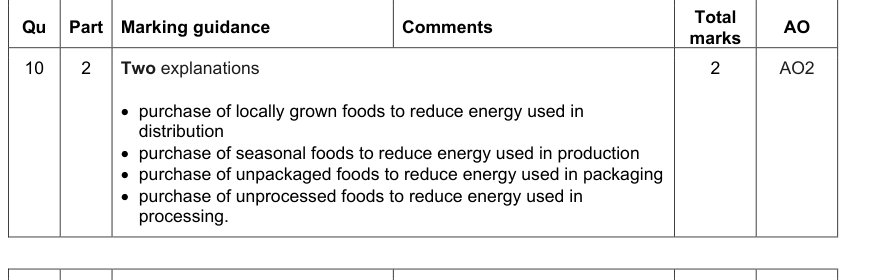 Qu Part Marking guidance Comments Total marks AO
10 2 Two explanations 2 AO2
• purchase of locally grown foods to reduce energy used in
distribution
• purchase of seasonal foods to reduce energy used in production
• purchase of unpackaged foods to reduce energy used in packaging
• purchase of unprocessed foods to reduce energy used in
processing.